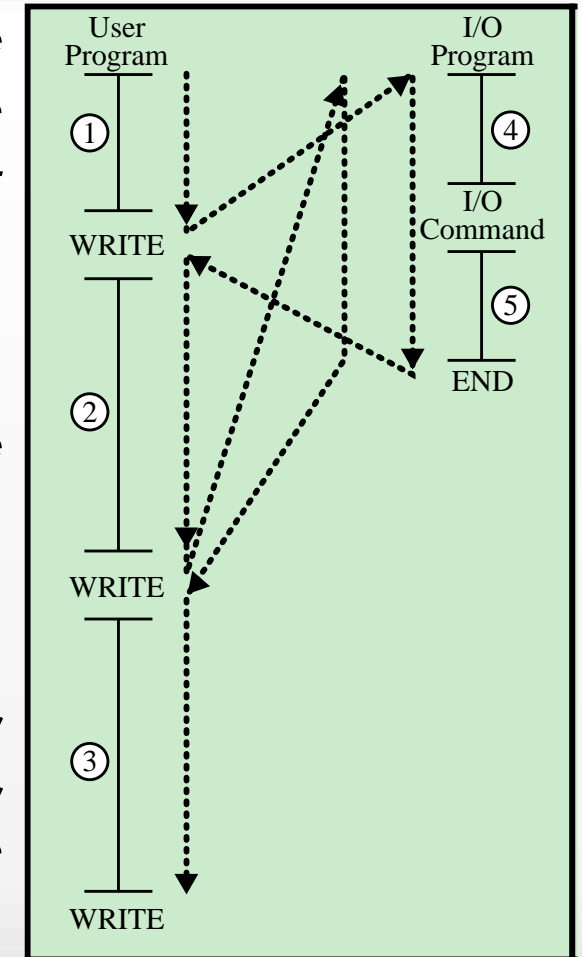 User
Program
1
WRITE
2
WRITE
3
WRITE
I/O
Program
4
I/O
Command
5
END